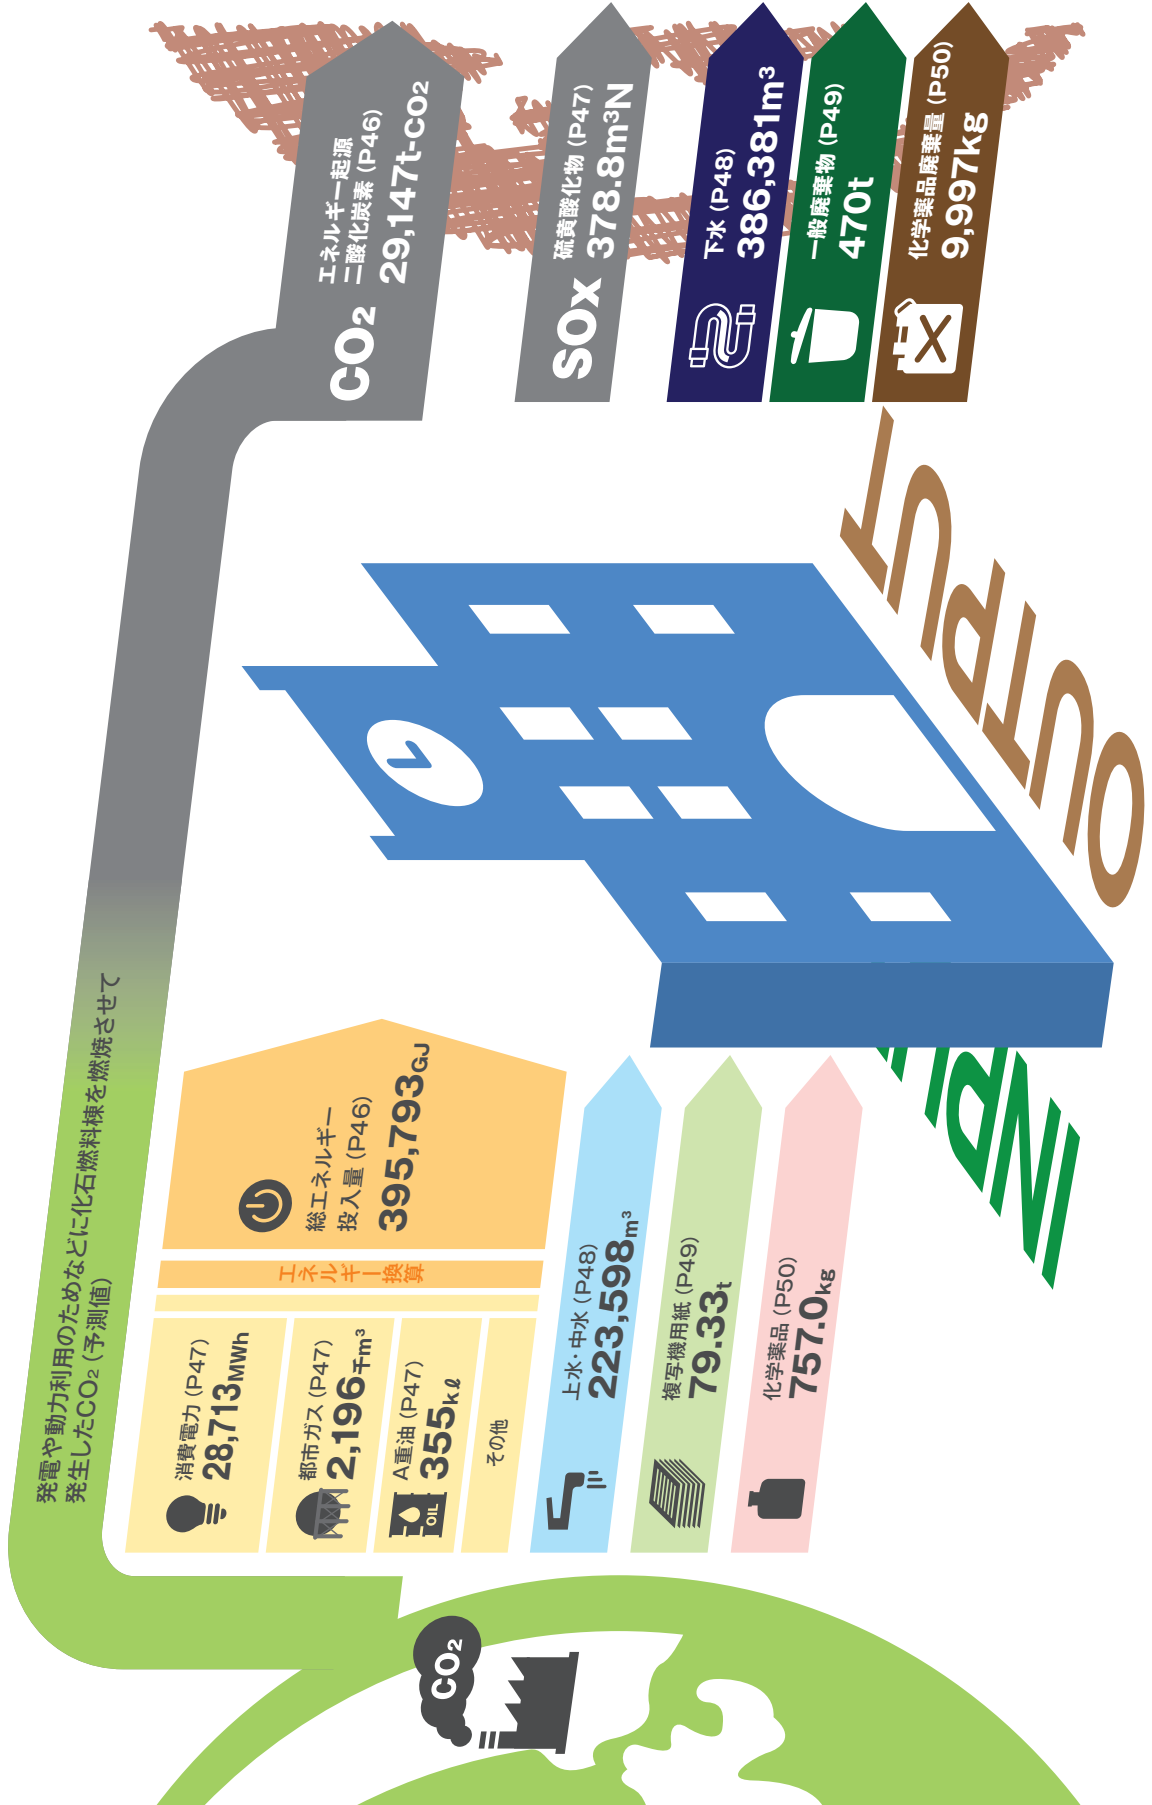 発電や動力利用のためなどに化石燃料棟を燃焼させて
発生したCO2 (予測値)
消費電力 (P47)
28,713MWh
都市ガス (P47)
2,196千m³
A重油 (P47)
355kℓ
OIL
その他
エネルギー換算
総エネルギー
投入量 (P46)
395,793GJ
上水・中水 (P48)
223,598m³
複写機用紙 (P49)
79.33t
化学薬品 (P50)
757.0kg
CO2
INPUT
OUTPUT
CO2
エネルギー起源
二酸化炭素 (P46)
29,147t-CO2
SOx
硫黄酸化物 (P47)
378.8m³N
下水 (P48)
386,381m³
一般廃棄物 (P49)
470t
化学薬品廃棄量 (P50)
9,997kg